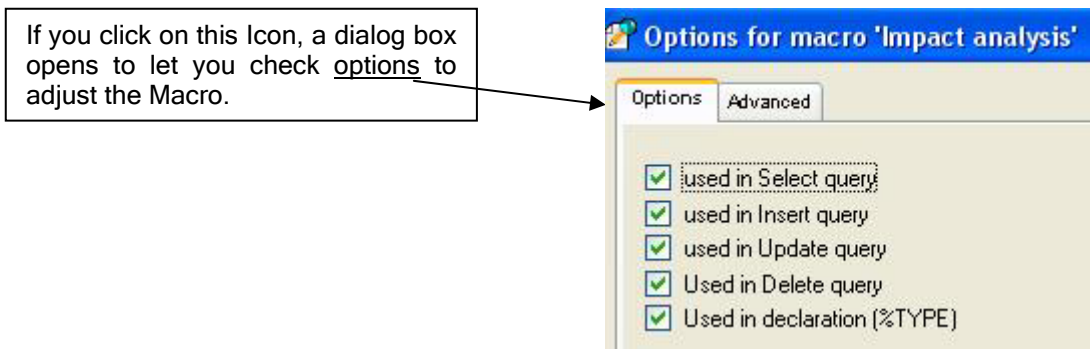 If you click on this Icon, a dialog box
opens to let you check options to
adjust the Macro.
Options for macro 'Impact analysis'
Options Advanced
used in Select query
used in Insert query
used in Update query
Used in Delete query
Used in declaration (%TYPE)